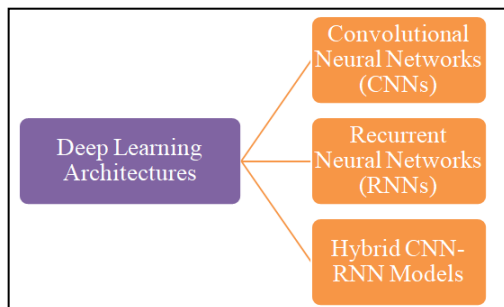 Deep Learning
Architectures
Convolutional
Neural Networks
(CNNs)
Recurrent
Neural Networks
(RNNs)
Hybrid CNN-
RNN Models